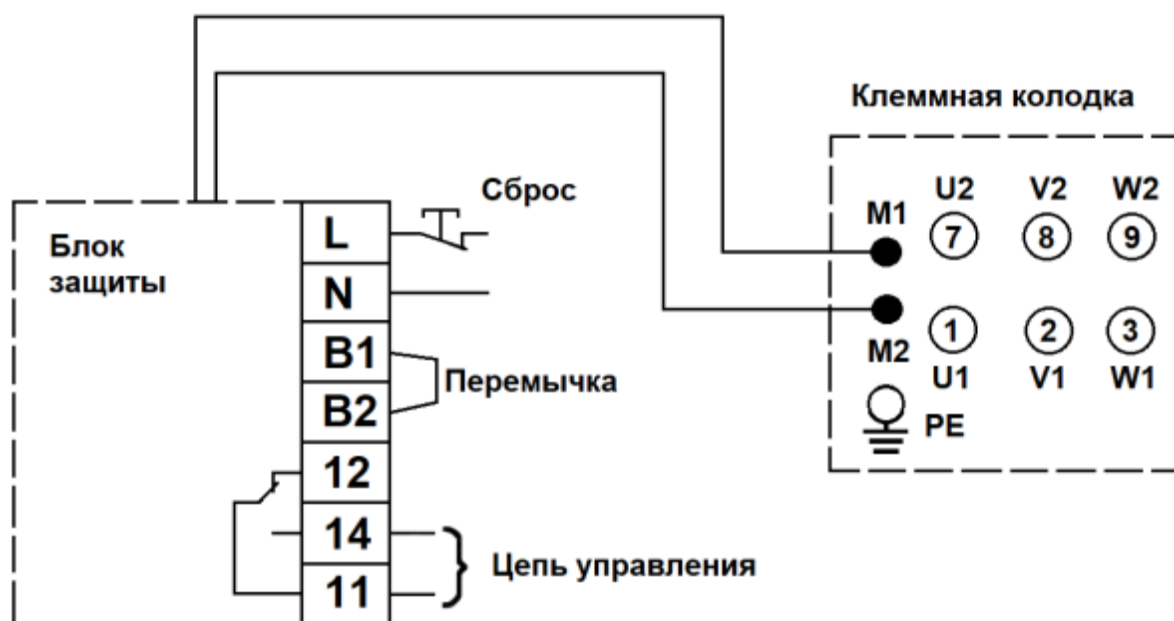 Клеммная колодка
Сброс
Блок
защиты
L
N
B1
B2
12
14
11
Перемычка
Цепь управления
U2 V2 W2
M1
7 8 9
1 2 3
M2
U1 V1 W1
PE